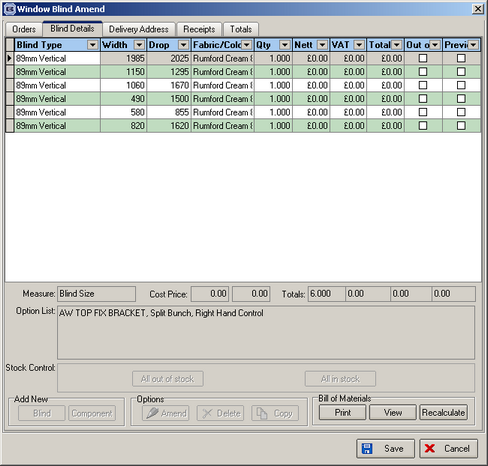 Window Blind Amend
Orders Blind Details Delivery Address Receipts Totals
Blind Type Width Drop Fabric/Colo Qty Nett VAT Total Out o Previ
89mm Vertical 1985 2025 Rumford Cream 1.000 £0.00 £0.00 £0.00
89mm Vertical 1150 1295 Rumford Cream 1.000 £0.00 £0.00 £0.00
89mm Vertical 1060 1670 Rumford Cream 1.000 £0.00 £0.00 £0.00
89mm Vertical 490 1500 Rumford Cream 1.000 £0.00 £0.00 £0.00
89mm Vertical 580 855 Rumford Cream 1.000 £0.00 £0.00 £0.00
89mm Vertical 820 1620 Rumford Cream 1.000 £0.00 £0.00 £0.00
Measure: Blind Size Cost Price: 0.00 0.00 Totals: 6.000 0.00 0.00 0.00
Option List: AW TOP FIX BRACKET, Split Bunch, Right Hand Control
Stock Control: All out of stock All in stock
Add New Options Bill of Materials
Blind Component Amend Delete Copy Print View Recalculate
Save Cancel